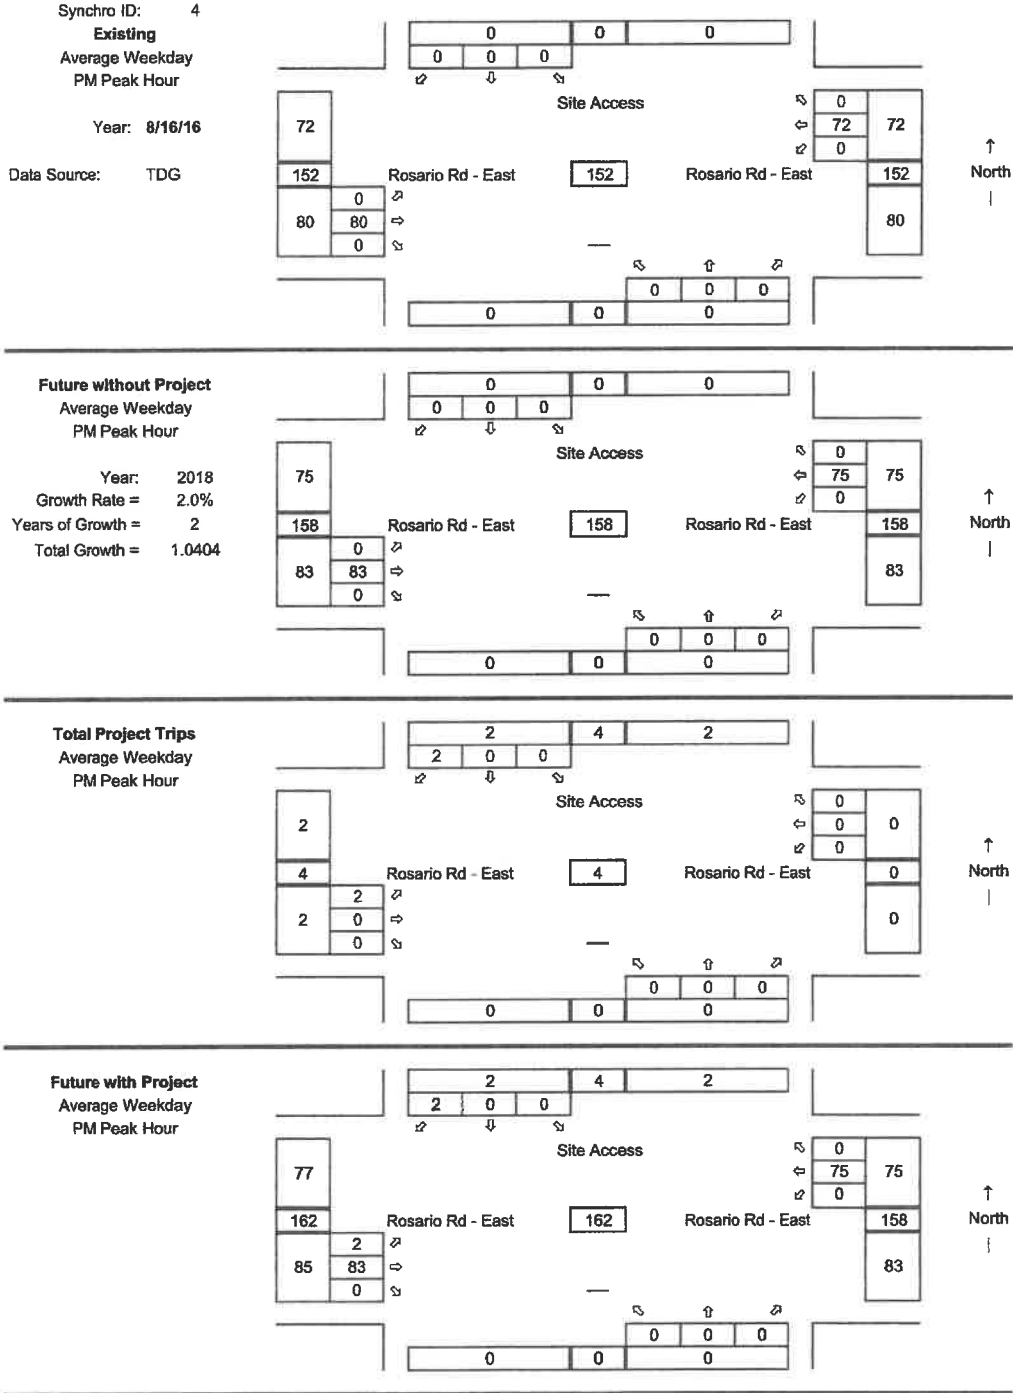 Synchro ID: 4
Existing
Average Weekday
PM Peak Hour
Year: 8/16/16
Data Source: TDG
0 0 0
0 0 0
Site Access
72
0
72 72
0
152 Rosario Rd - East 152 Rosario Rd - East 152
North
0
80 80
0
80
0 0 0
0 0 0
Future without Project
Average Weekday
PM Peak Hour
Year: 2018
Growth Rate = 2.0%
Years of Growth = 2
Total Growth = 1.0404
0 0 0
0 0 0
Site Access
75
0
75 75
0
158 Rosario Rd - East 158 Rosario Rd - East 158
North
0
83 83
0
83
0 0 0
0 0 0
Total Project Trips
Average Weekday
PM Peak Hour
2 4 2
2 0 0
Site Access
2
0
0 0
0
4 Rosario Rd - East 4 Rosario Rd - East 0
North
2
2 0
0
0
0 0 0
0 0 0
Future with Project
Average Weekday
PM Peak Hour
2 4 2
2 0 0
Site Access
77
0
75 75
0
162 Rosario Rd - East 162 Rosario Rd - East 158
North
2
85 83
0
83
0 0 0
0 0 0